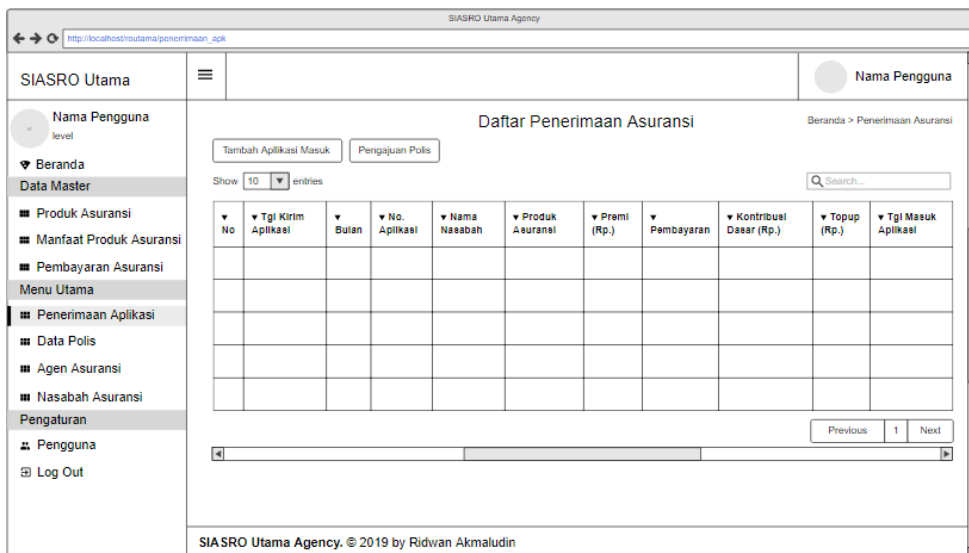 SIASRO Utama Agency
http://localhost/routama/penerrimaan_apk
SIASRO Utama
Nama Pengguna
Nama Pengguna
level
Beranda
Data Master
Produk Asuransi
Manfaat Produk Asuransi
Pembayaran Asuransi
Menu Utama
Penerimaan Aplikasi
Data Polis
Agen Asuransi
Nasabah Asuransi
Pengaturan
Pengguna
Log Out
Daftar Penerimaan Asuransi
Beranda > Penerimaan Asuransi
Tambah Apllikasi Masuk
Pengajuan Polis
Show 10 entries
Search...
No
Tgl Kirim
Aplikasi
Bulan
No.
Aplikasi
Nama
Nasabah
Produk
Asuransi
Premi
(Rp.)
Pembayaran
Kontribusi
Dasar (Rp.)
Topup
(Rp.)
Tgl Masuk
Aplikasi
Previous 1 Next
SIASRO Utama Agency. © 2019 by Ridwan Akmaludin